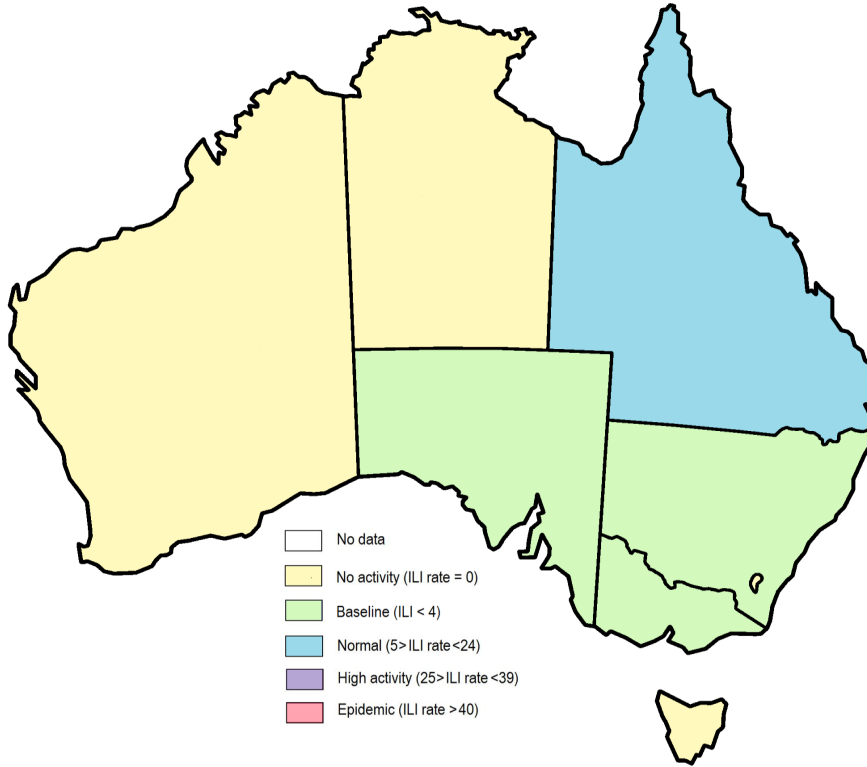 No data
No activity (ILI rate = 0)
Baseline (ILI < 4)
Normal (5>ILI rate<24)
High activity (25>ILI rate<39)
Epidemic (ILI rate >40)